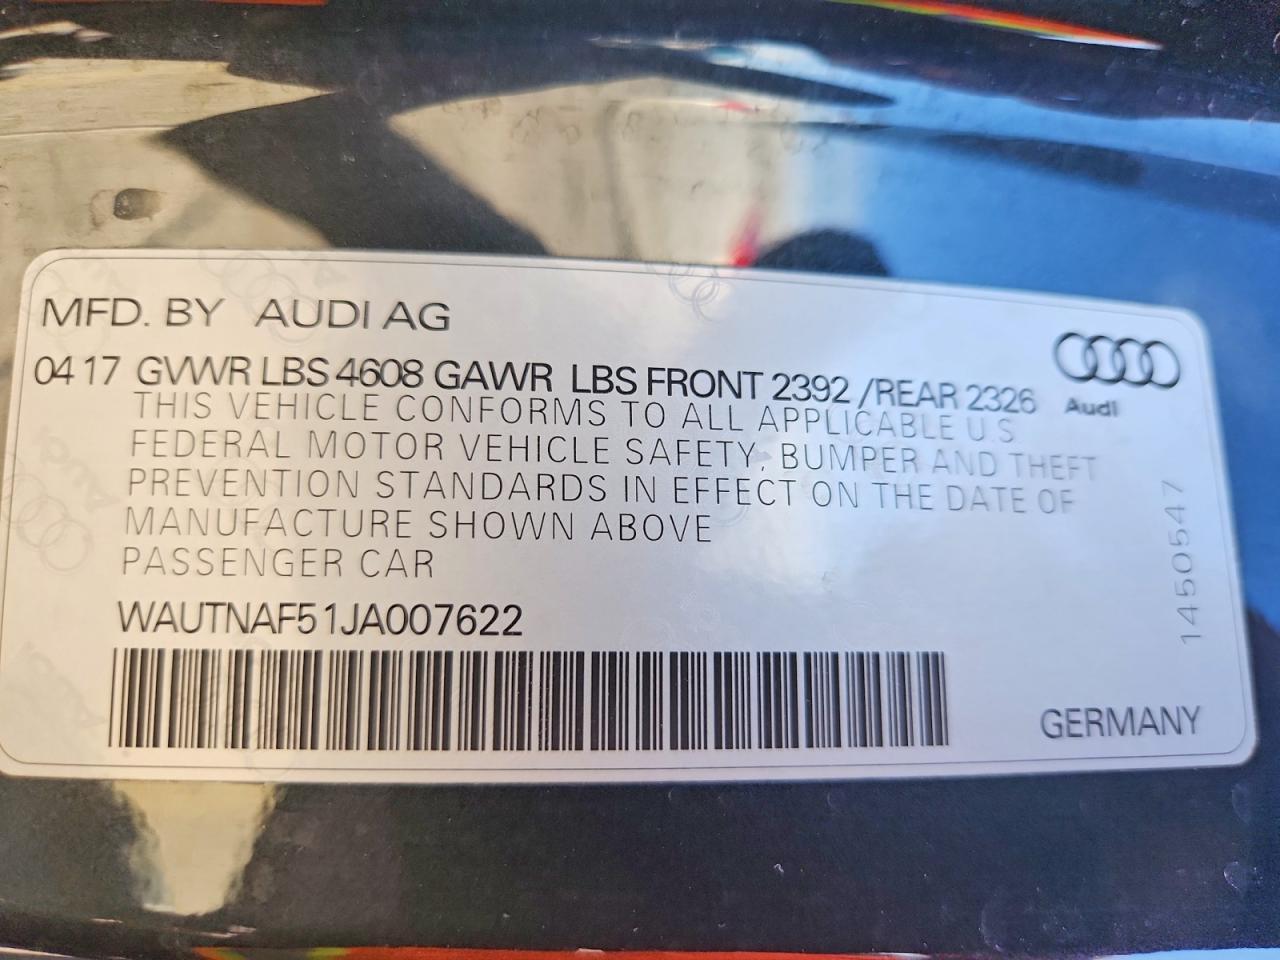 MFD. BY AUDI AG
04 17 GVWR LBS 4608 GAWR LBS FRONT 2392 /REAR 2326
Audi
THIS VEHICLE CONFORMS TO ALL APPLICABLE U.S
FEDERAL MOTOR VEHICLE SAFETY, BUMPER AND THEFT
PREVENTION STANDARDS IN EFFECT ON THE DATE OF
MANUFACTURE SHOWN ABOVE
PASSENGER CAR
1450547
WAUTNAF51JA007622
GERMANY